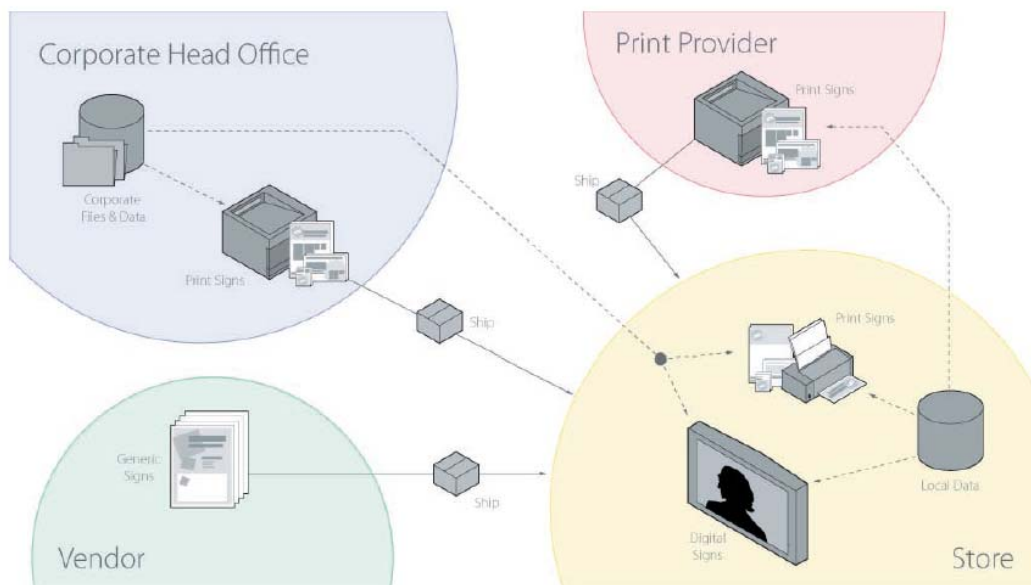 Corporate Head Office
Corporate
Files & Data
Print Signs
Ship
Print Provider
Print Signs
Ship
Generic
Signs
Ship
Vendor
Print Signs
Local Data
Digital
Signs
Store